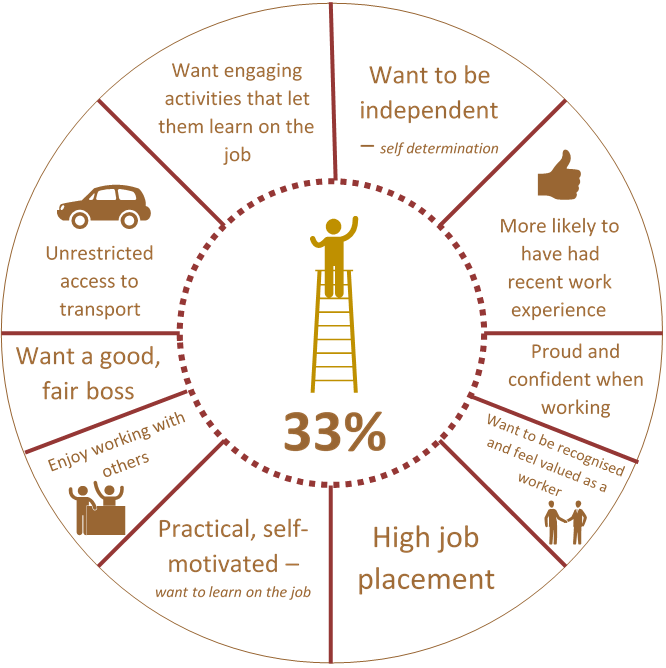 Want engaging
activities that let
them learn on the
job
Want to be
independent
– self determination
More likely to
have had
recent work
experience
Proud and
confident when
working
Want to be recognised
and feel valued as a
worker
High job
placement
Practical, self-
motivated –
want to learn on the job
Enjoy working with
others
Want a good,
fair boss
Unrestricted
access to
transport
33%